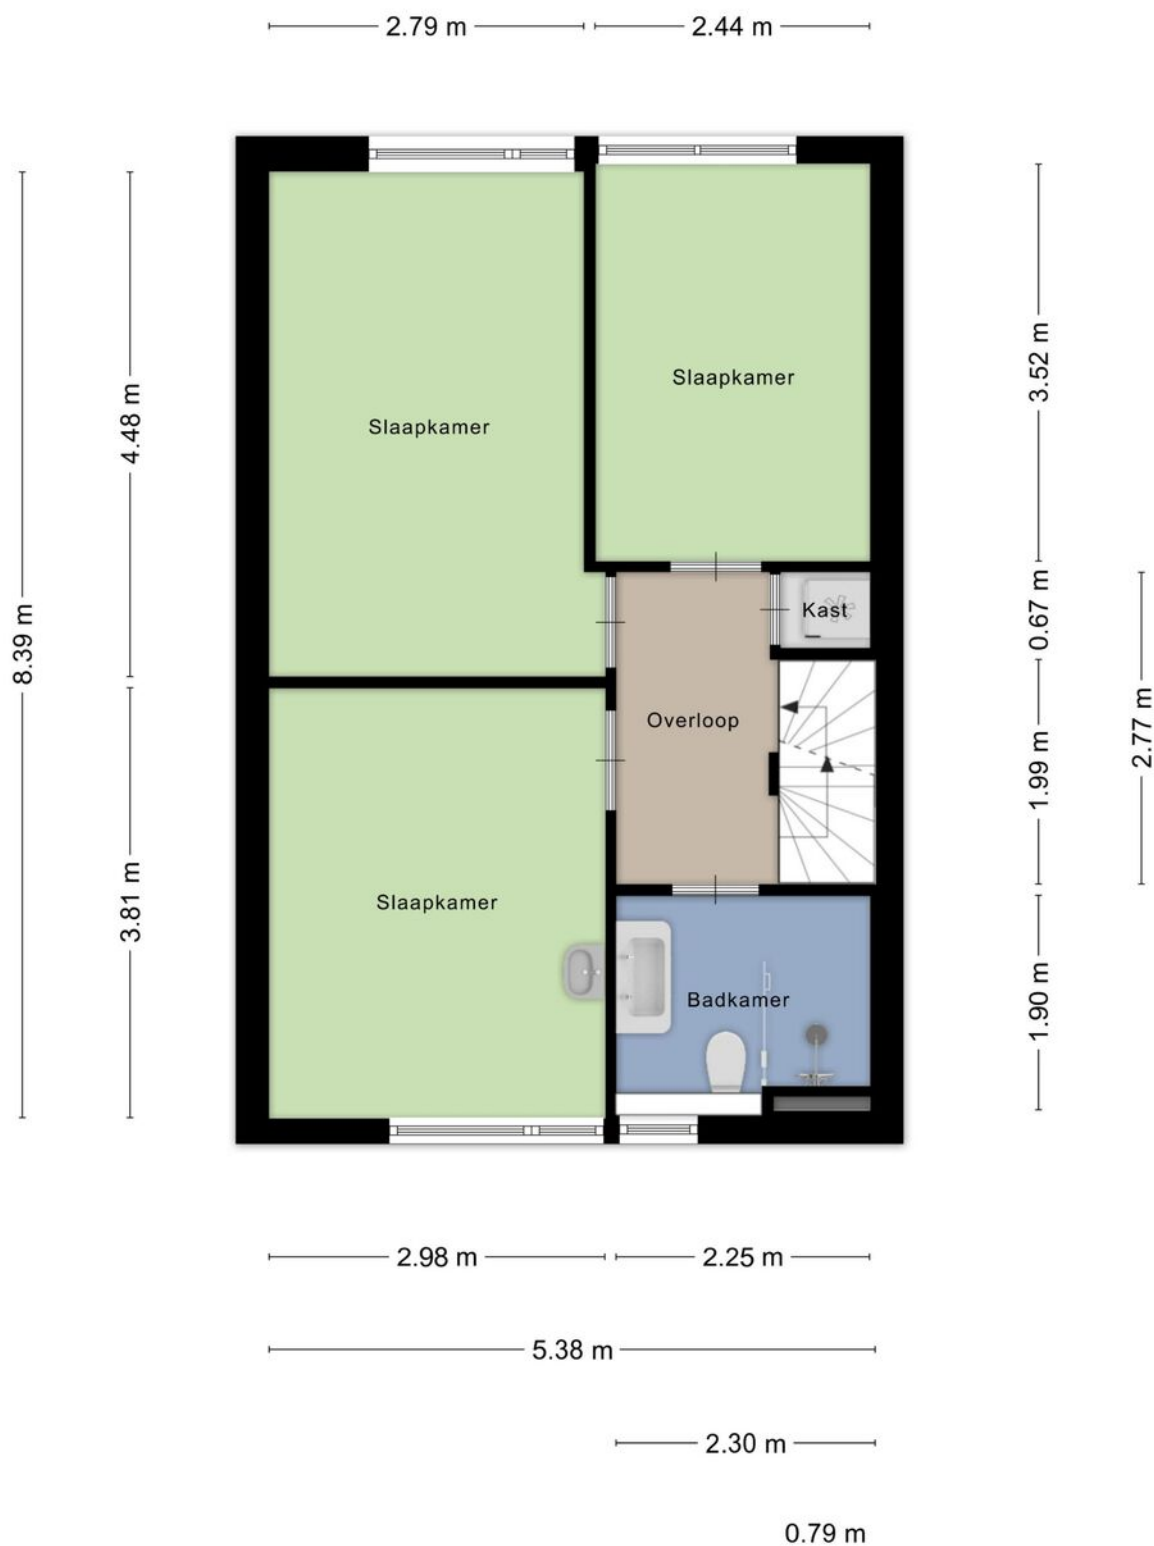 2.79 m
2.44 m
Slaapkamer
Slaapkamer
4.48 m
3.52 m
8.39 m
Kast
0.67 m
Overloop
2.77 m
1.99 m
Slaapkamer
3.81 m
Badkamer
1.90 m
2.98 m
2.25 m
5.38 m
2.30 m
0.79 m